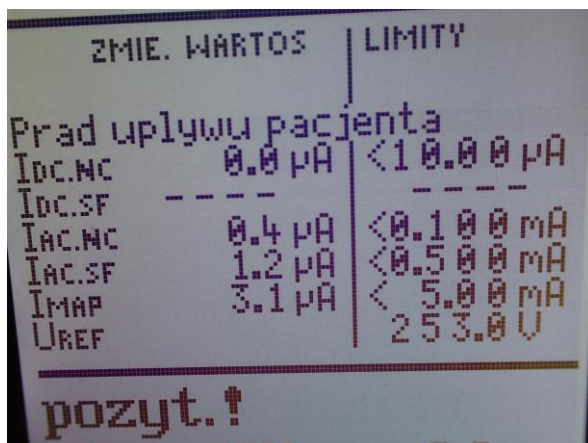 ZMIE. WARTOS LIMITY
Prad uplywu pacjenta
IDC.NC 0.0 µA <10.00 µA
IDC.SF ---- ----
IAC.NC 0.4 µA <0.100 mA
IAC.SF 1.2 µA <0.500 mA
IMAP 3.1 µA < 5.00 mA
UREF 253.0 V
pozyt.!